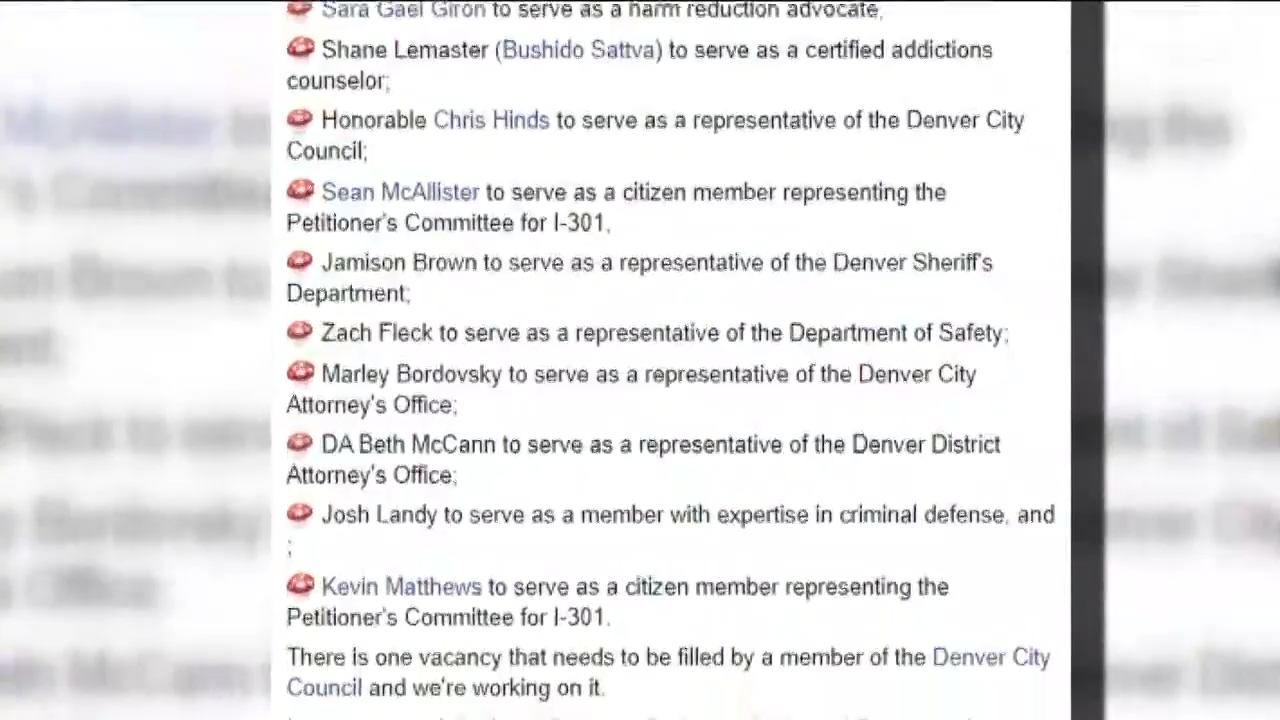 Sara Gael Giron to serve as a harm reduction advocate,
Shane Lemaster (Bushido Sattva) to serve as a certified addictions
counselor;
Honorable Chris Hinds to serve as a representative of the Denver City
Council;
Sean McAllister to serve as a citizen member representing the
Petitioner's Committee for I-301,
Jamison Brown to serve as a representative of the Denver Sheriff's
Department;
Zach Fleck to serve as a representative of the Department of Safety;
Marley Bordovsky to serve as a representative of the Denver City
Attorney's Office;
DA Beth McCann to serve as a representative of the Denver District
Attorney's Office;
Josh Landy to serve as a member with expertise in criminal defense, and
;
Kevin Matthews to serve as a citizen member representing the
Petitioner's Committee for I-301.
There is one vacancy that needs to be filled by a member of the Denver City
Council and we're working on it.